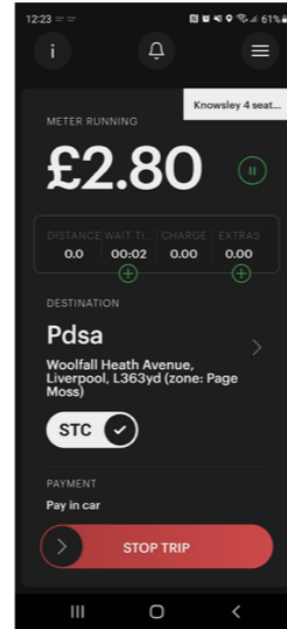 12:23
61%
i
Knowsley 4 seat...
METER RUNNING
£2.80
DISTANCE WAIT TI... CHARGE EXTRAS
0.0 00:02 0.00 0.00
DESTINATION
Pdsa
Woolfall Heath Avenue,
Liverpool, L363yd (zone: Page
Moss)
STC
PAYMENT
Pay in car
STOP TRIP